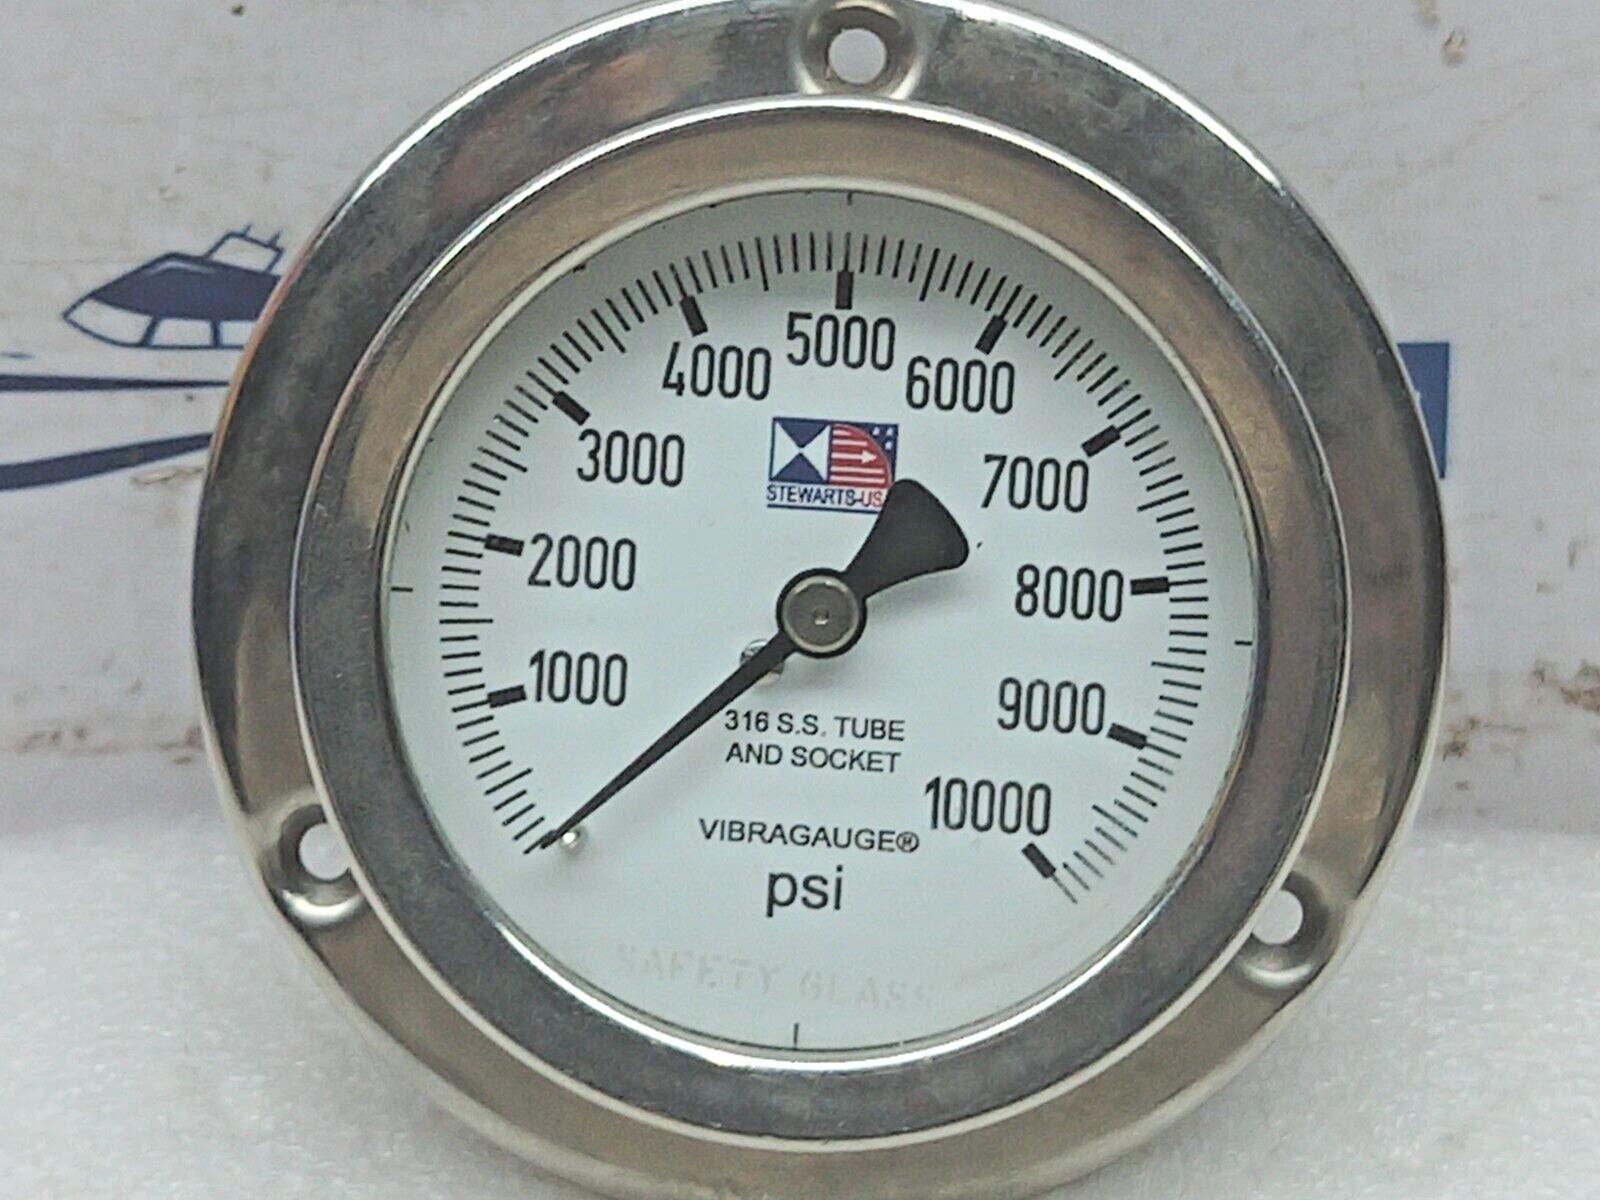 5000
4000
6000
3000
7000
STEWARTS-US
2000
8000
1000
9000
316 S.S. TUBE
AND SOCKET
10000
VIBRAGAUGE®
psi
SAFETY GLASS